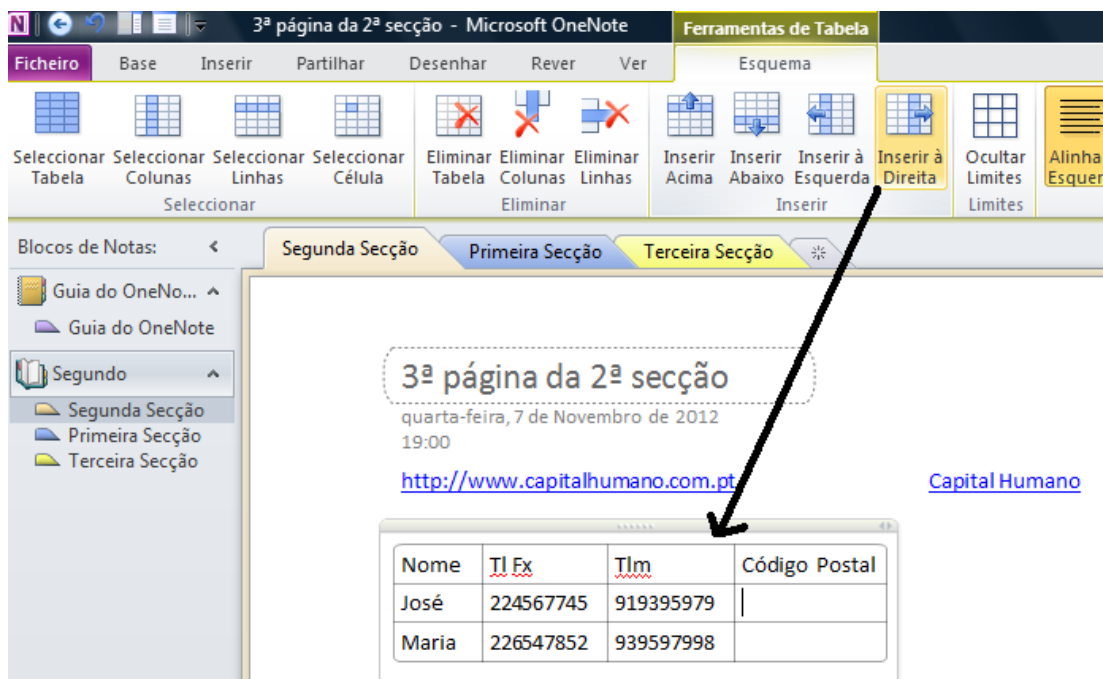 3ª página da 2ª secção - Microsoft OneNote
Ferramentas de Tabela
Ficheiro Base Inserir Partilhar Desenhar Rever Ver Esquema
Seleccionar Seleccionar Seleccionar Seleccionar Eliminar Eliminar Eliminar Inserir Inserir Inserir à Inserir à Ocultar Alinha
Tabela Colunas Linhas Célula Tabela Colunas Linhas Acima Abaixo Esquerda Direita Limites Esquer
Seleccionar Eliminar Inserir Limites
Blocos de Notas: Segunda Secção Primeira Secção Terceira Secção
Guia do OneNo...
Guia do OneNote
Segundo
Segunda Secção
Primeira Secção
Terceira Secção
3ª página da 2ª secção
quarta-feira, 7 de Novembro de 2012
19:00
http://www.capitalhumano.com.pt Capital Humano
Nome Tl Fx Tlm Código Postal
José 224567745 919395979
Maria 226547852 939597998